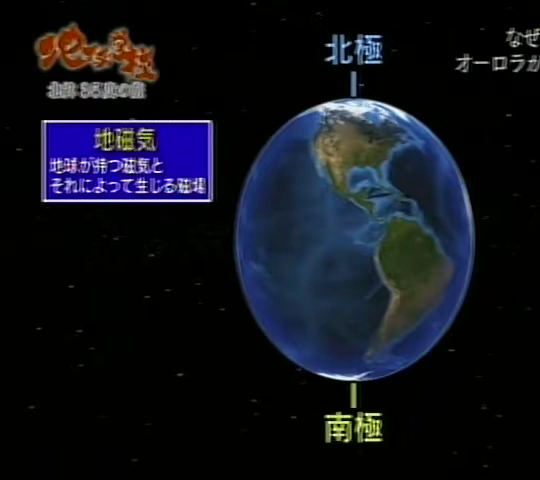 北極
なぜ
オーロラが
地磁気
地球が持つ磁気と
それによって生じる磁場
南極